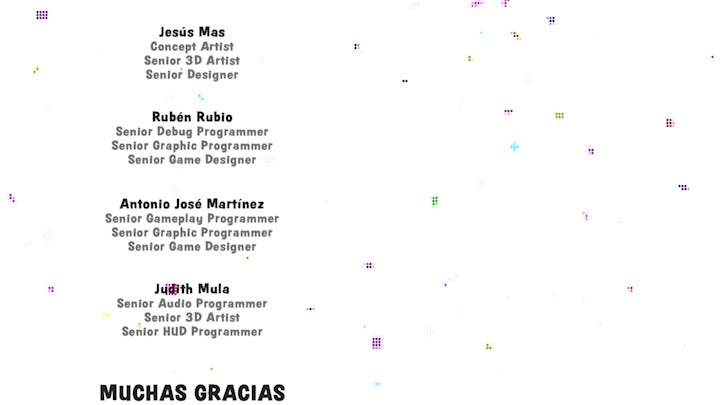 Jesús Mas
Concept Artist
Senior 3D Artist
Senior Designer
Rubén Rubio
Senior Debug Programmer
Senior Graphic Programmer
Senior Game Designer
Antonio José Martínez
Senior Gameplay Programmer
Senior Graphic Programmer
Senior Game Designer
Judith Mula
Senior Audio Programmer
Senior 3D Artist
Senior HUD Programmer
MUCHAS GRACIAS